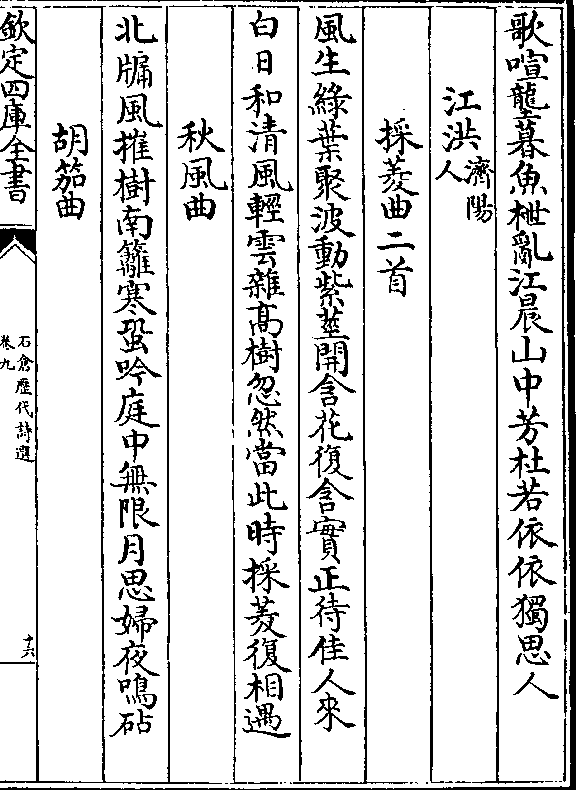 歌喧龍臺暮魚枻亂江晨山中芳杜若依依獨思人
江洪濟陽人
採菱曲二首
風生綠葉聚波動紫莖開含花復含實正待佳人來
白日和清風輕雲雜髙樹忽然當此時採菱復相遇
秋風曲
北牖風摧樹南籬寒蛩吟庭中無限月思婦夜鳴砧
胡笳曲
欽定四庫全書
石倉歷代詩選
卷九
十六